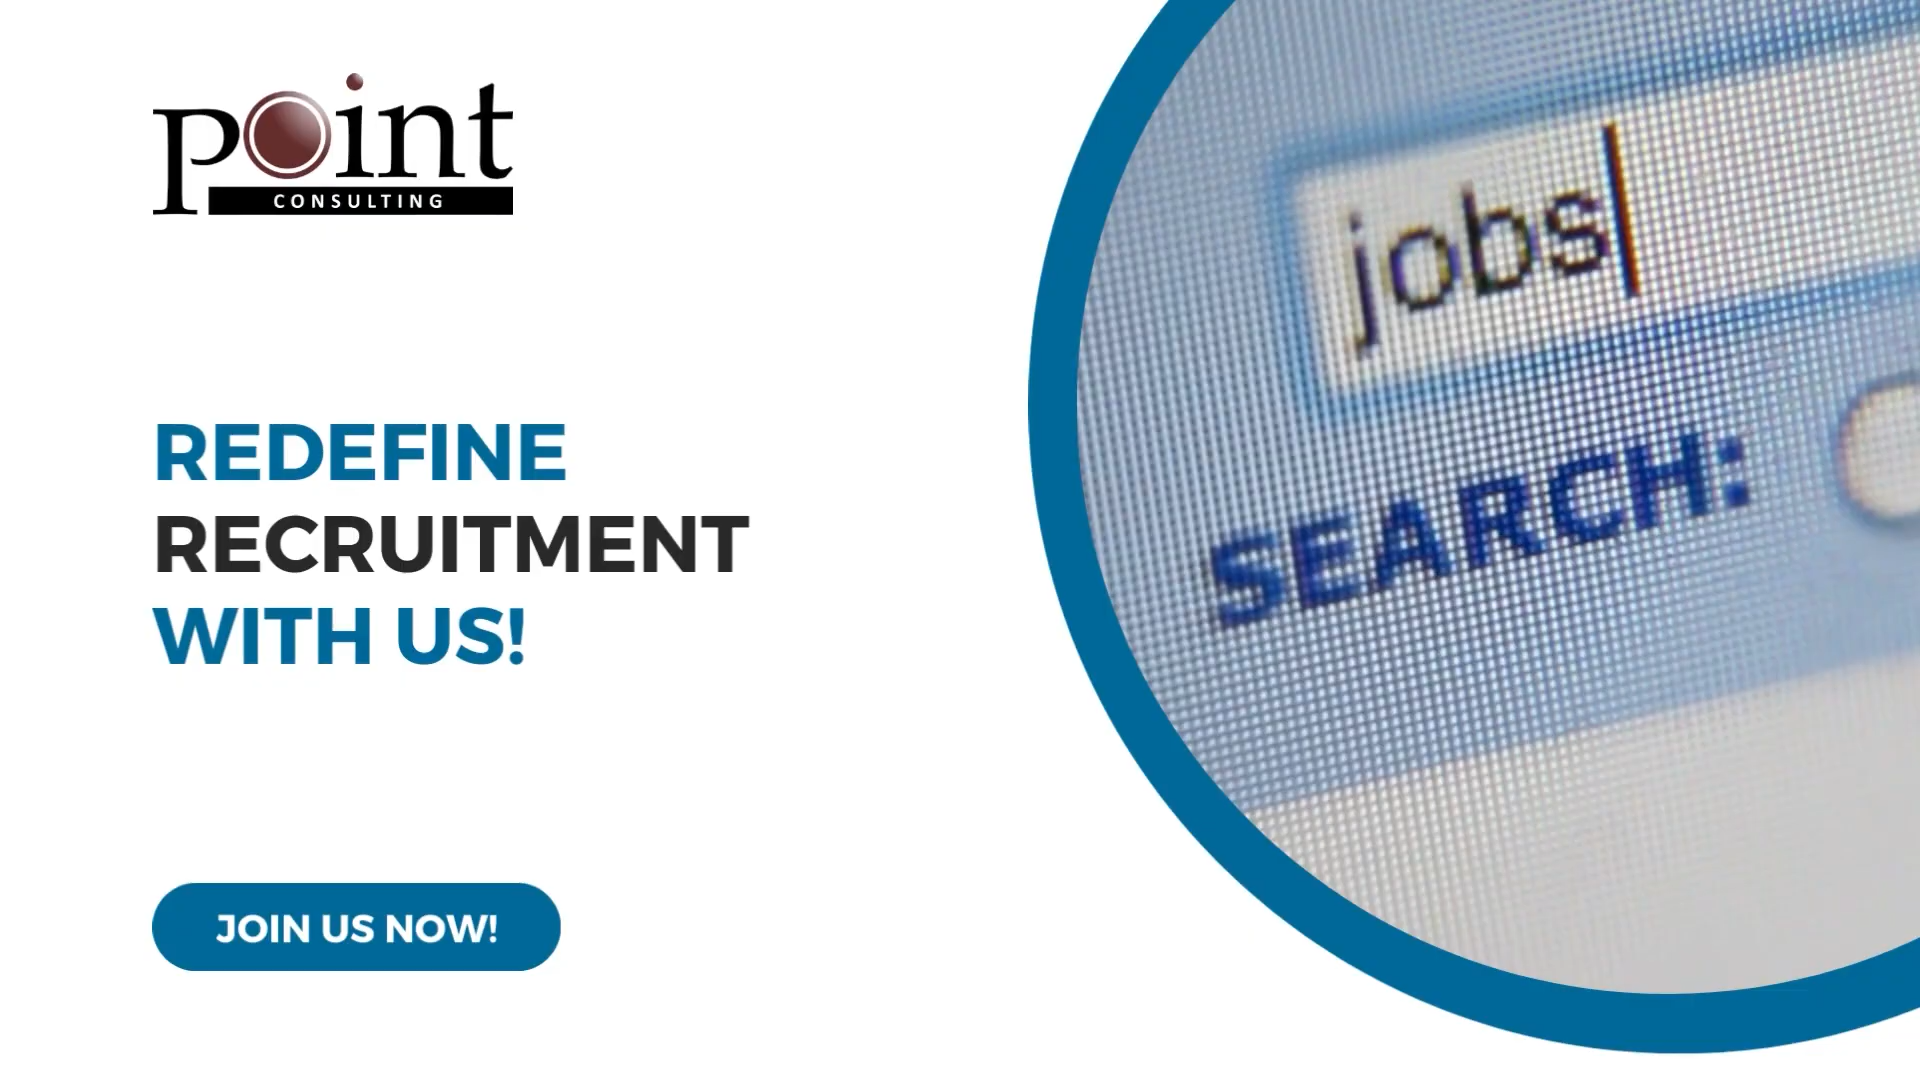 point
CONSULTING
REDEFINE
RECRUITMENT
WITH US!
JOIN US NOW!
jobs
SEARCH: